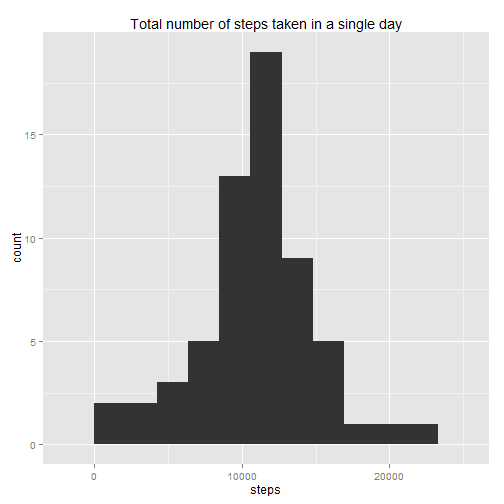 Total number of steps taken in a single day
count
15
10
5
0
0 10000 20000
steps